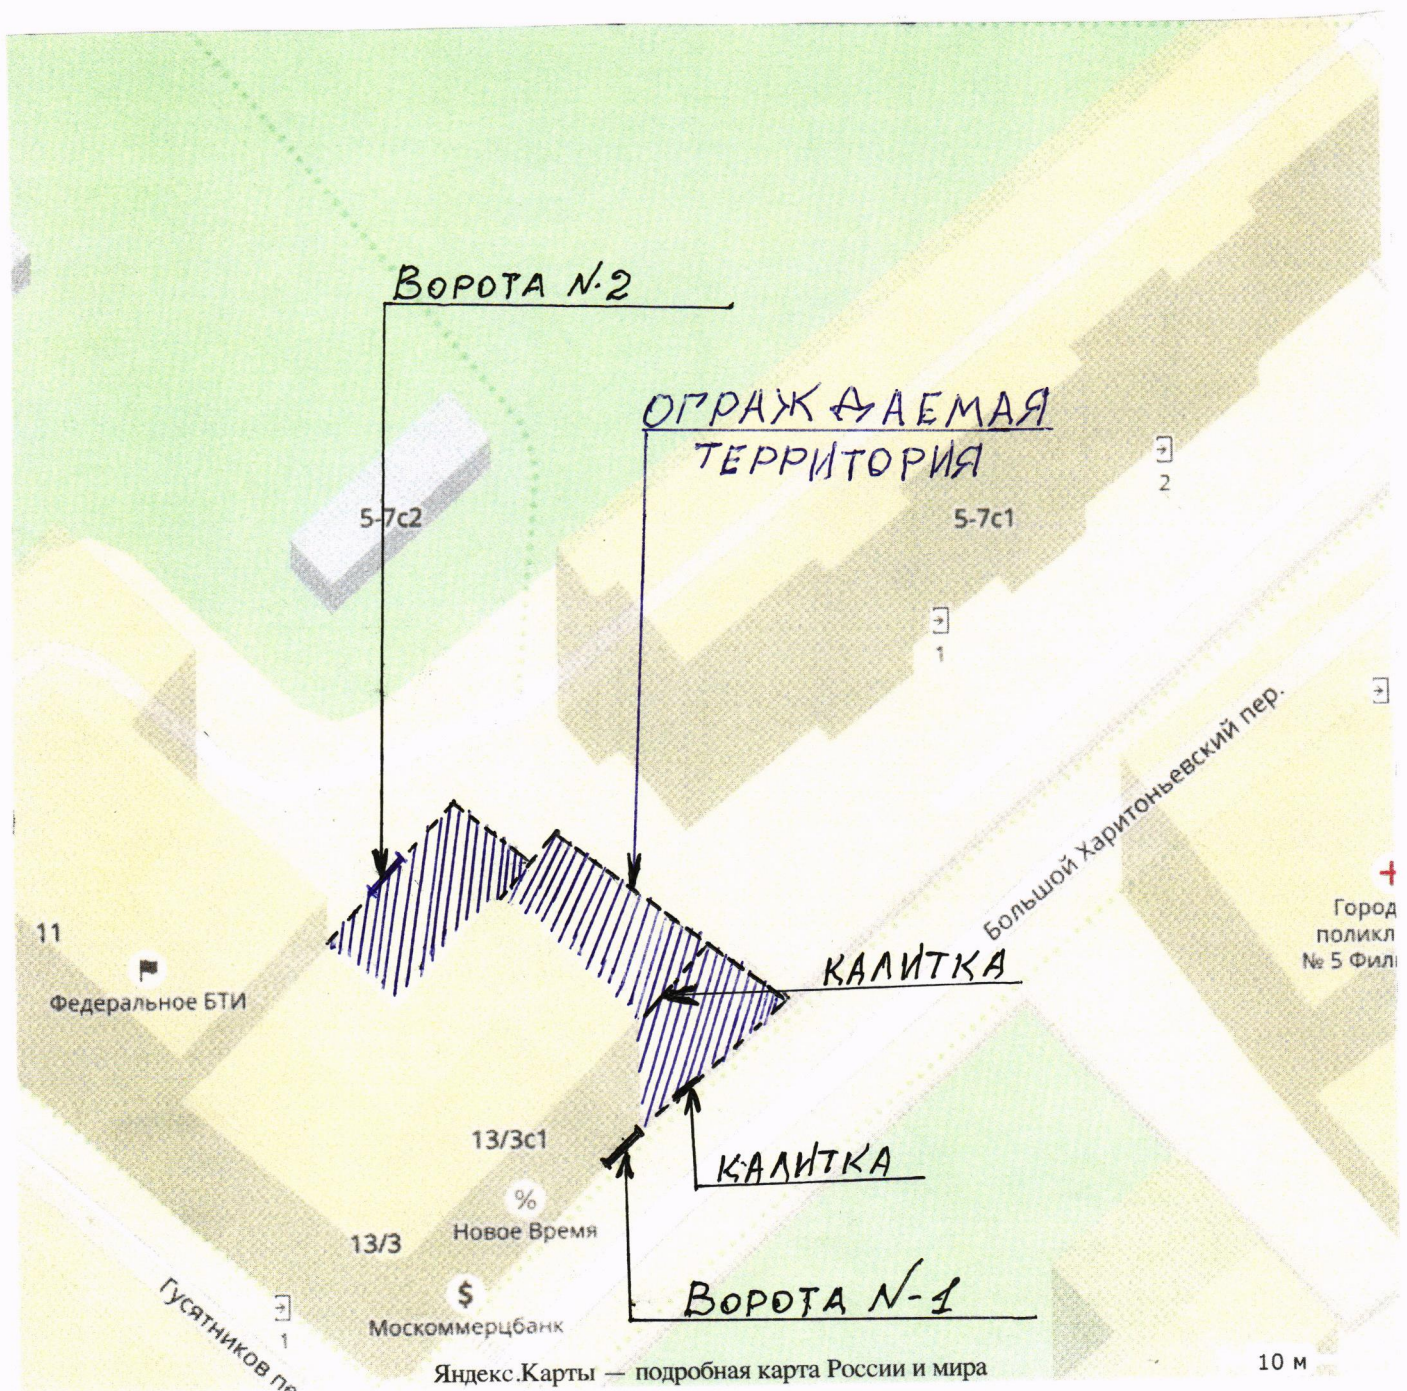 ВОРОТА N.2
ОГРАЖДАЕМАЯ
ТЕРРИТОРИЯ
2
5-7с2
5-7с1
1
Большой Харитоньевский пер.
11
Федеральное БТИ
КАЛИТКА
Город
поликл
№ 5 Фил
13/3с1
КАЛИТКА
%
Новое Время
13/3
$
Москоммерцбанк
ВОРОТА N-1
Гусятников пе
1
Яндекс.Карты — подробная карта России и мира
10 м